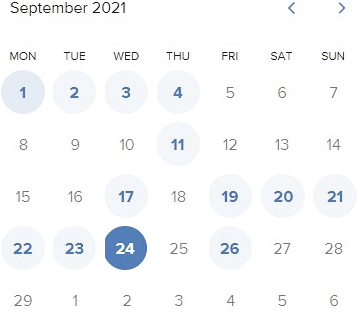 September 2021
MON TUE WED THU FRI SAT SUN
1 2 3 4 5 6 7
8 9 10 11 12 13 14
15 16 17 18 19 20 21
22 23 24 25 26 27 28
29 1 2 3 4 5 6